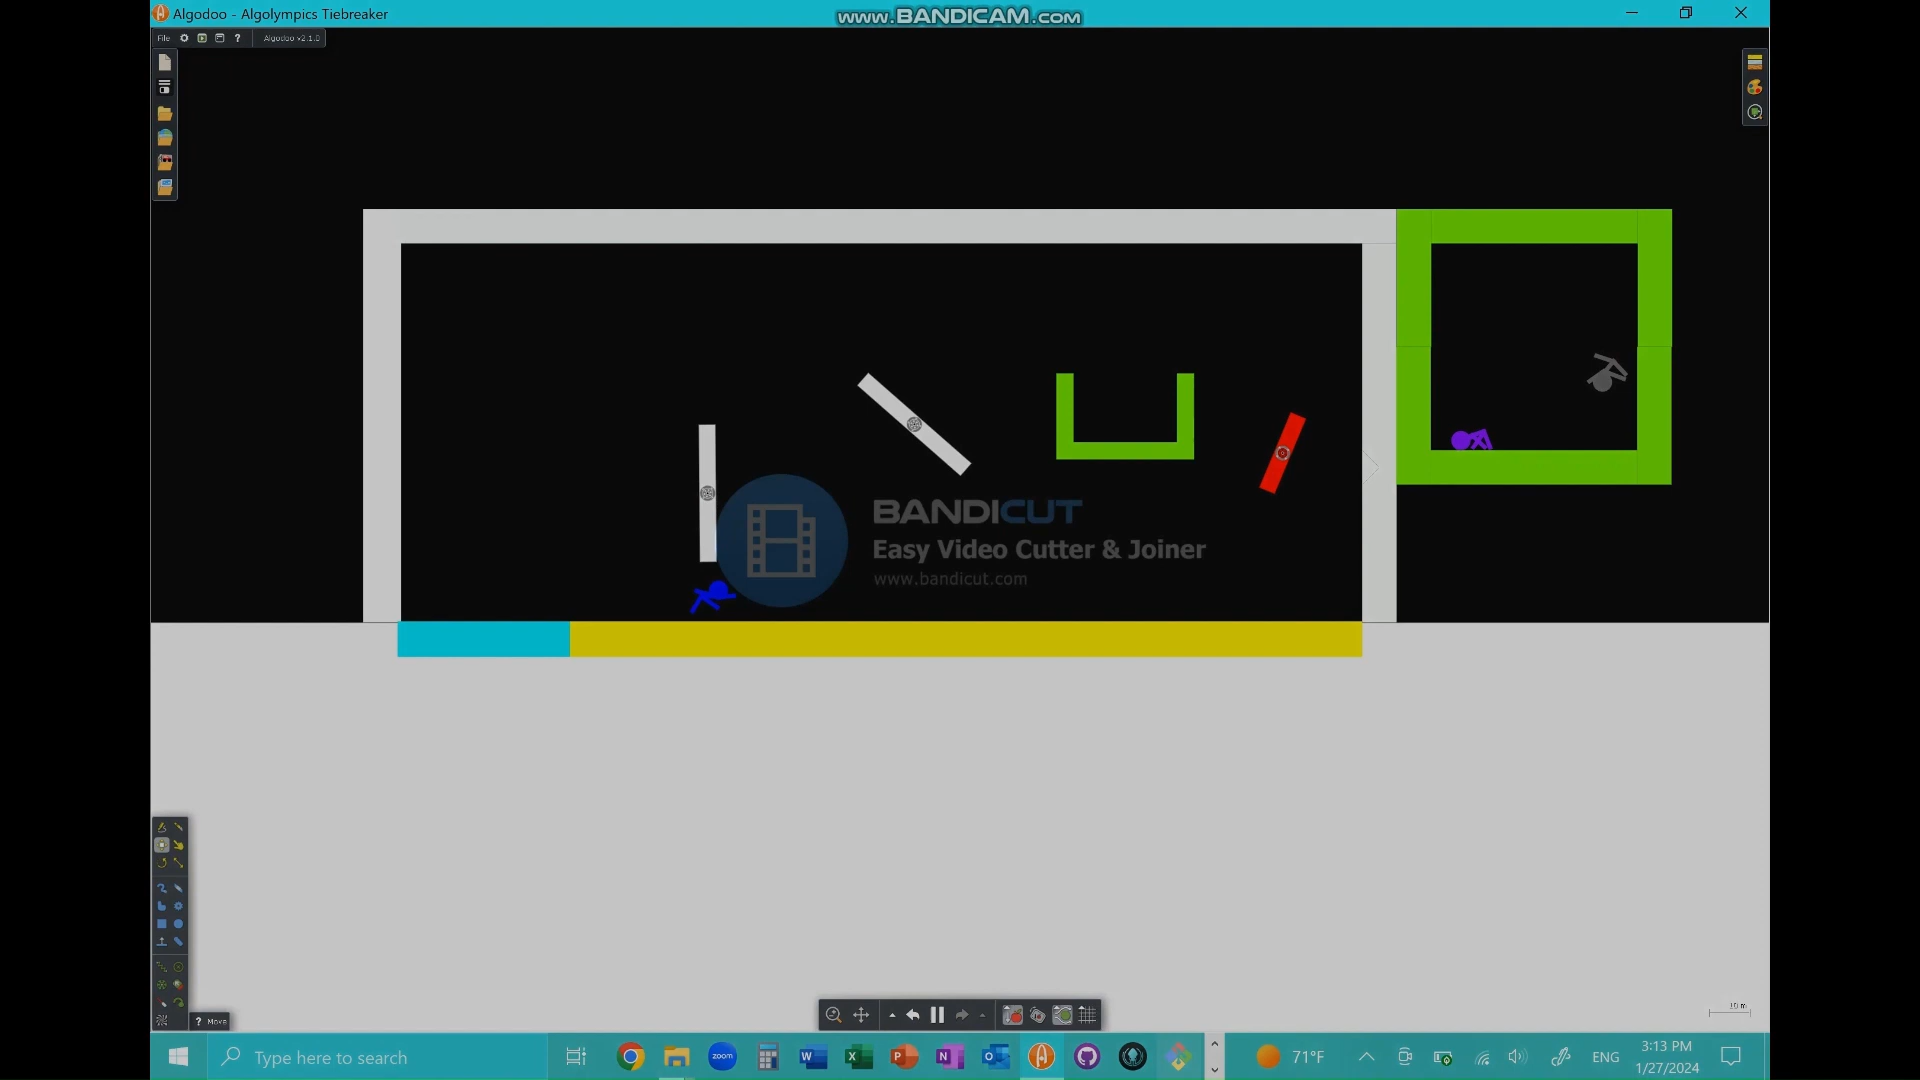 Algodoo - Algolympics Tiebreaker
www.BANDICAM.com
File
?
Algodoo v2.1.0
BANDICUT
Easy Video Cutter & Joiner
www.bandicut.com
? Move
10 m
Type here to search
zoom
71°F
ENG
3:13 PM
1/27/2024